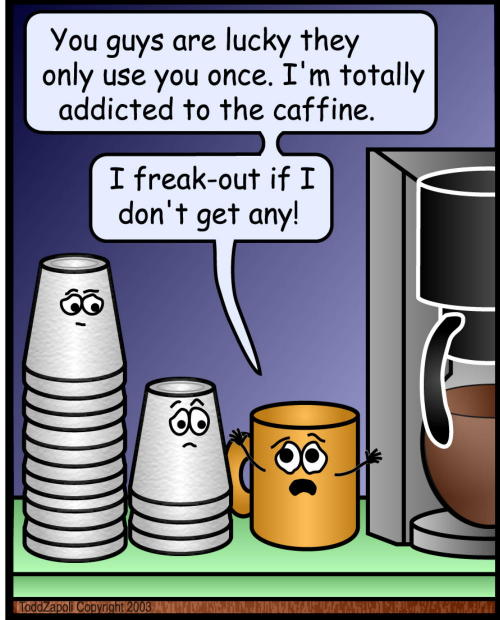 You guys are lucky they
only use you once. I'm totally
addicted to the caffine.
I freak-out if I
don't get any!
ToddZapoli Copyright 2003